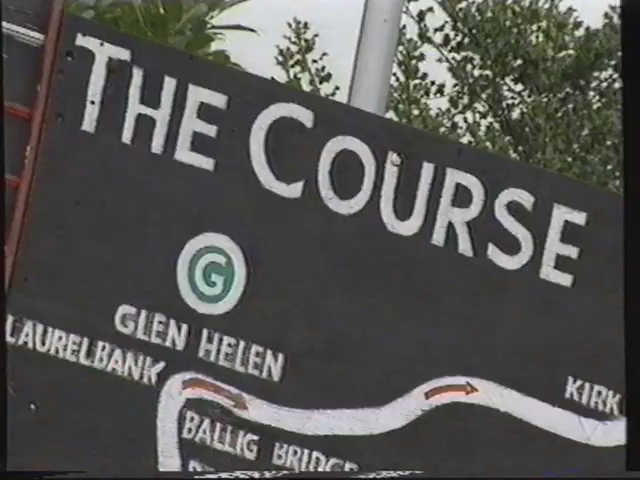 THE COURSE
G
GLEN HELEN
LAURELBANK
KIRK
BALLIG BRIDGE